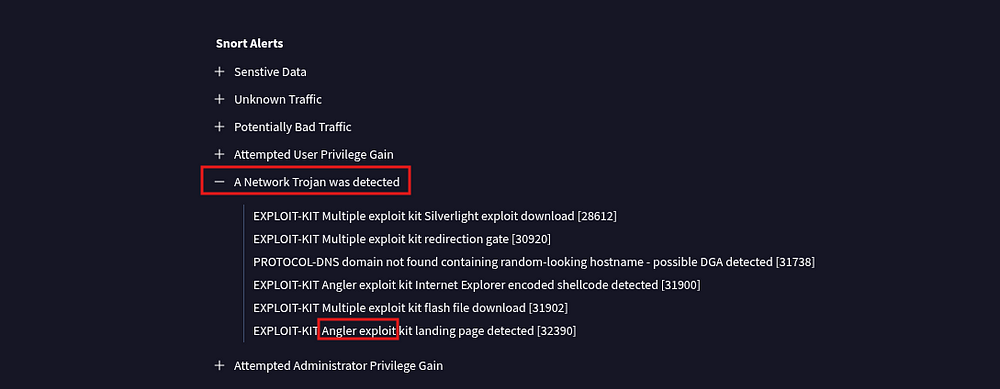 Snort Alerts
+ Senstive Data
+ Unknown Traffic
+ Potentially Bad Traffic
+ Attempted User Privilege Gain
− A Network Trojan was detected
EXPLOIT-KIT Multiple exploit kit Silverlight exploit download [28612]
EXPLOIT-KIT Multiple exploit kit redirection gate [30920]
PROTOCOL-DNS domain not found containing random-looking hostname - possible DGA detected [31738]
EXPLOIT-KIT Angler exploit kit Internet Explorer encoded shellcode detected [31900]
EXPLOIT-KIT Multiple exploit kit flash file download [31902]
EXPLOIT-KIT Angler exploit kit landing page detected [32390]
+ Attempted Administrator Privilege Gain